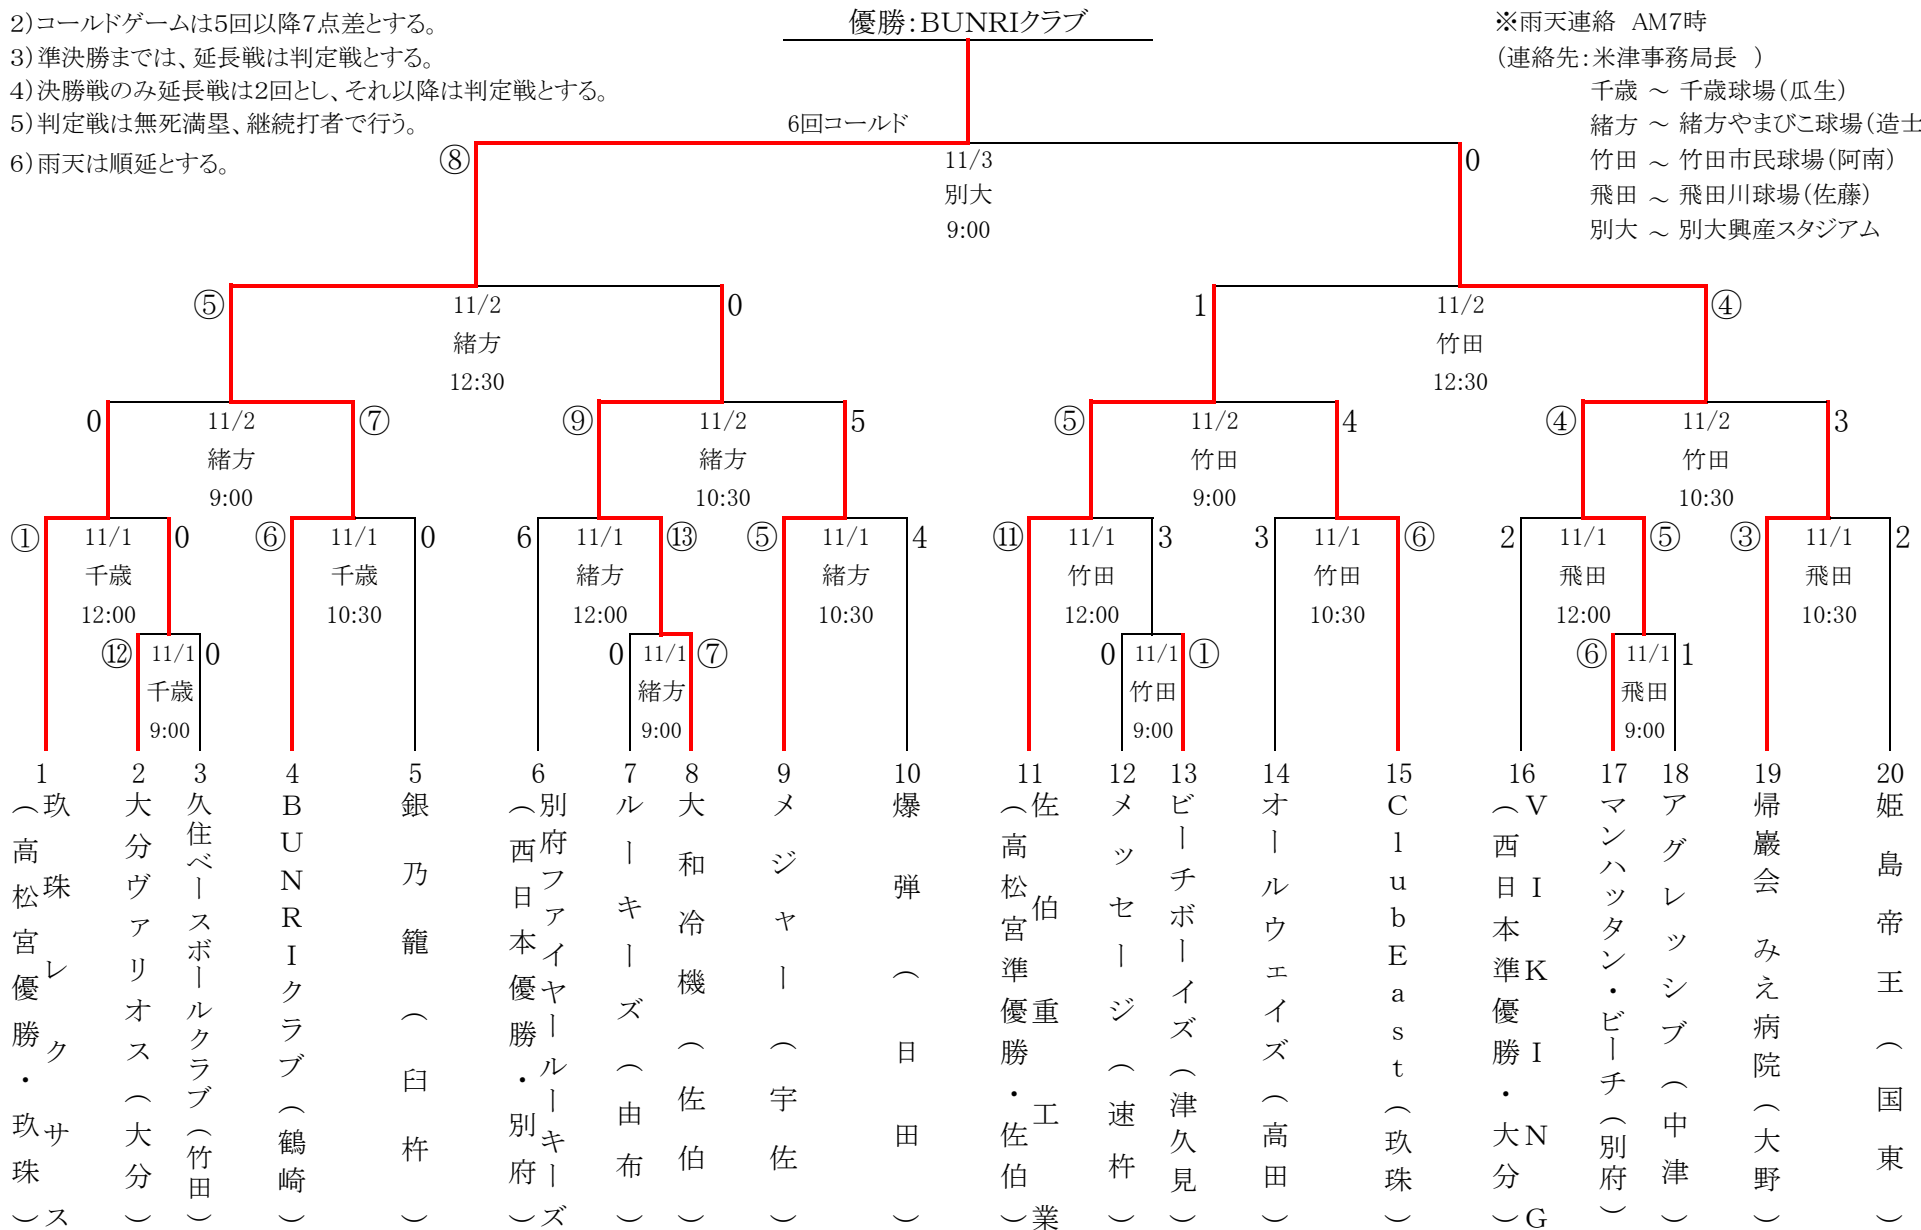 2)コールドゲームは5回以降7点差とする。
3)準決勝までは、延長戦は判定戦とする。
4)決勝戦のみ延長戦は2回とし、それ以降は判定戦とする。
5)判定戦は無死満塁、継続打者で行う。
6)雨天は順延とする。
優勝:BUNRIクラブ
※雨天連絡 AM7時
(連絡先:米津事務局長 )
千歳 ~ 千歳球場(瓜生)
緒方 ~ 緒方やまびこ球場(造士
竹田 ~ 竹田市民球場(阿南)
飛田 ~ 飛田川球場(佐藤)
別大 ~ 別大興産スタジアム
6回コールド
⑧ 11/3 0
別大
9:00
⑤ 11/2 0 1 11/2 ④
緒方 竹田
12:30 12:30
0 11/2 ⑦ ⑨ 11/2 5 ⑤ 11/2 4 ④ 11/2 3
緒方 緒方 竹田 竹田
9:00 10:30 9:00 10:30
① 11/1 0 ⑥ 11/1 0 6 11/1 ⑬ ⑤ 11/1 4 ⑪ 11/1 3 3 11/1 ⑥ 2 11/1 ⑤ ③ 11/1 2
千歳 千歳 緒方 緒方 竹田 竹田 飛田 飛田
12:00 10:30 12:00 10:30 12:00 10:30 12:00 10:30
⑫ 11/1 0 0 11/1 ⑦ 0 11/1 ① ⑥ 11/1 1
千歳 緒方 竹田 飛田
9:00 9:00 9:00 9:00
1 2 3 4 5 6 7 8 9 10 11 12 13 14 15 16 17 18 19 20
玖珠レクサス
(高松宮優勝・玖珠)
大分ヴァリオス(大分)
久住ベースボールクラブ(竹田)
BUNRIクラブ(鶴崎)
銀乃籠(臼杵)
別府ファイヤールーキーズ
(西日本優勝・別府)
ルーキーズ(由布)
大和冷機(佐伯)
メジャー(宇佐)
爆弾(日田)
佐伯重工業
(高松宮準優勝・佐伯)
メッセージ(速杵)
ビーチボーイズ(津久見)
オールウェイズ(高田)
ClubEast(玖珠)
VIKING
(西日本準優勝・大分)
マンハッタン・ビーチ(別府)
アグレッシブ(中津)
帰巌会 みえ病院(大野)
姫島帝王(国東)